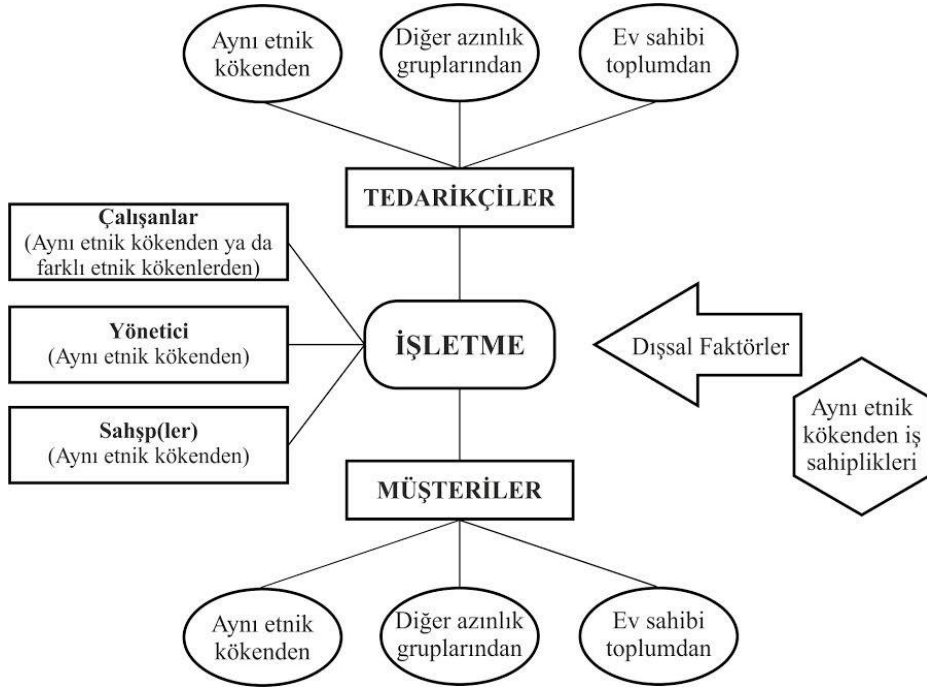 Aynı etnik
kökenden
Diğer azınlık
gruplarından
Ev sahibi
toplumdan
TEDARİKÇİLER
Çalışanlar
(Aynı etnik kökenden ya da
farklı etnik kökenlerden)
Yönetici
(Aynı etnik kökenden)
Sahşp(ler)
(Aynı etnik kökenden)
İŞLETME
Dışsal Faktörler
Aynı etnik
kökenden iş
sahiplikleri
MÜŞTERİLER
Aynı etnik
kökenden
Diğer azınlık
gruplarından
Ev sahibi
toplumdan